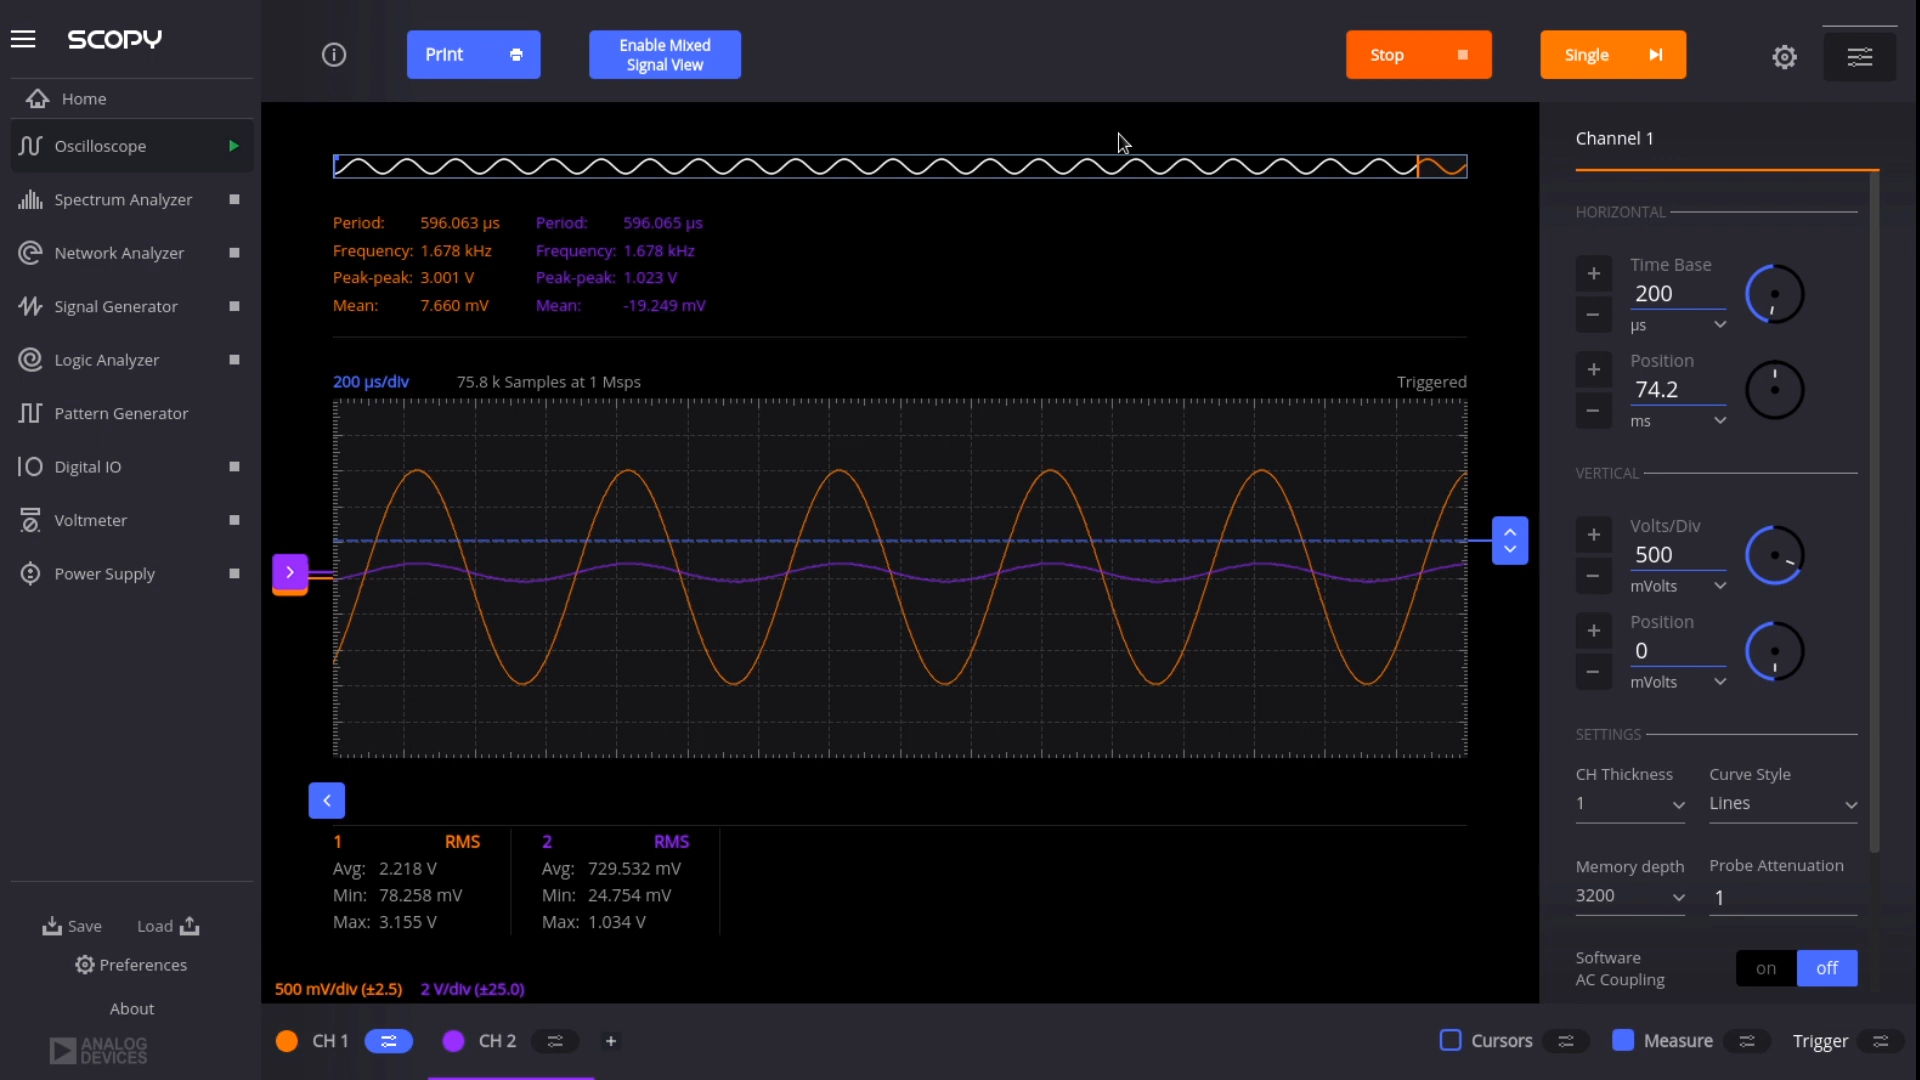 SCOPY
Home
Oscilloscope
Spectrum Analyzer
Network Analyzer
Signal Generator
Logic Analyzer
Pattern Generator
Digital IO
Voltmeter
Power Supply
Save Load
Preferences
About
ANALOG
DEVICES
Print
Enable Mixed
Signal View
Stop
Single
Period: 596.063 µs Period: 596.065 µs
Frequency: 1.678 kHz Frequency: 1.678 kHz
Peak-peak: 3.001 V Peak-peak: 1.023 V
Mean: 7.660 mV Mean: -19.249 mV
200 µs/div 75.8 k Samples at 1 Msps Triggered
1 RMS 2 RMS
Avg: 2.218 V Avg: 729.532 mV
Min: 78.258 mV Min: 24.754 mV
Max: 3.155 V Max: 1.034 V
500 mV/div (±2.5) 2 V/div (±25.0)
CH 1 CH 2 + Cursors Measure Trigger
Channel 1
HORIZONTAL
Time Base
200
µs
Position
74.2
ms
VERTICAL
Volts/Div
500
mVolts
Position
0
mVolts
SETTINGS
CH Thickness Curve Style
1 Lines
Memory depth Probe Attenuation
3200 1
Software
AC Coupling
on off